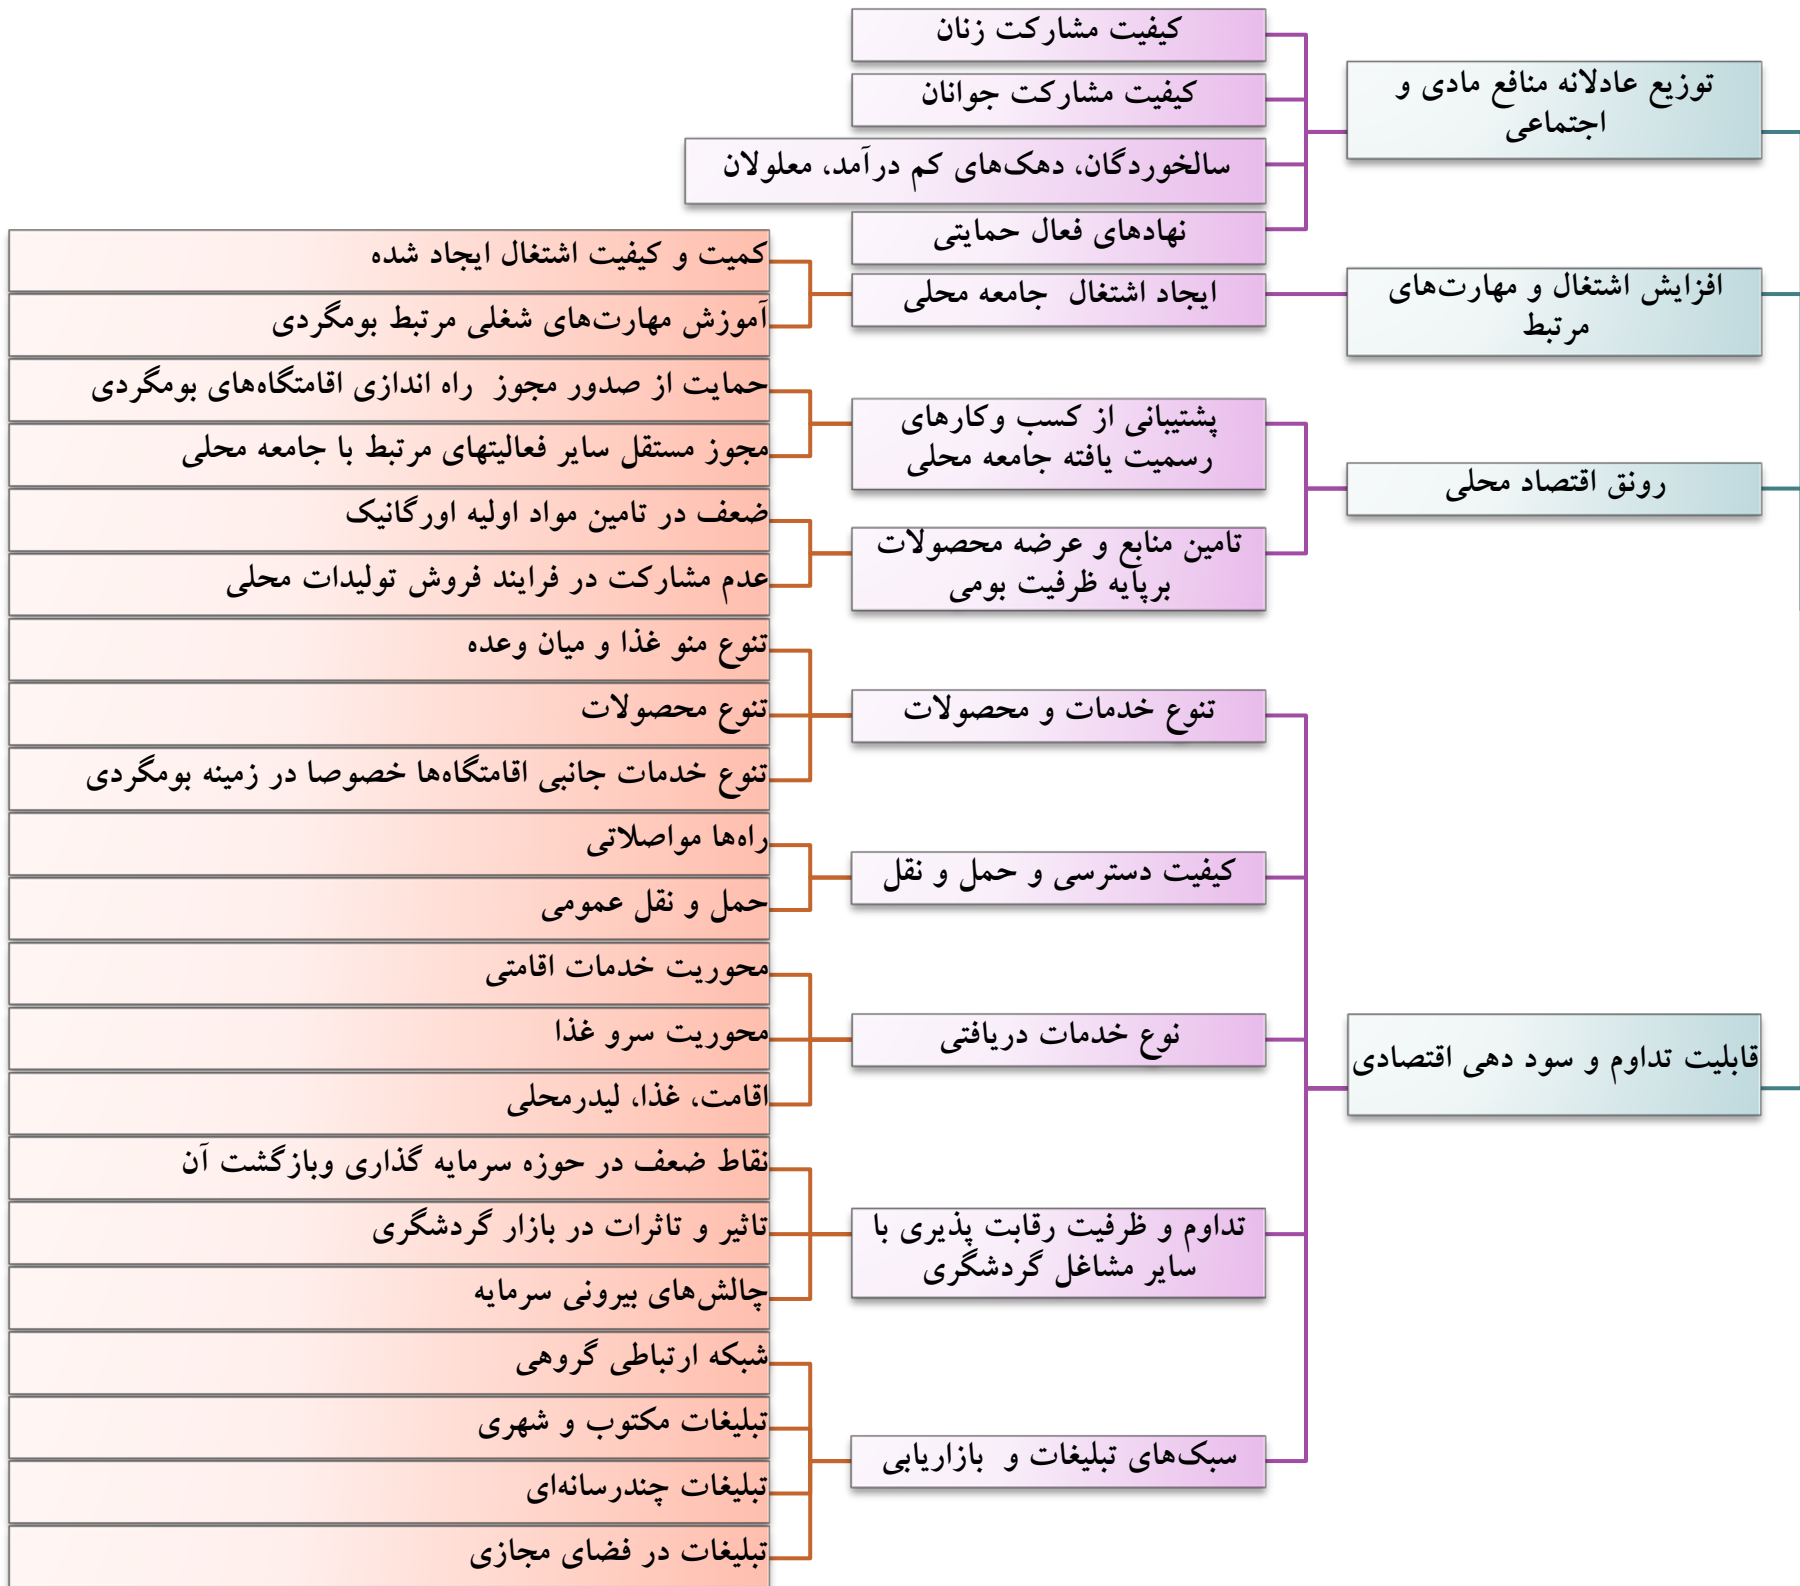 توزیع عادلانه منافع مادی و
اجتماعی
کیفیت مشارکت زنان
کیفیت مشارکت جوانان
سالخوردگان، دهک‌های کم درآمد، معلولان
نهادهای فعال حمایتی
افزایش اشتغال و مهارت‌های
مرتبط
ایجاد اشتغال جامعه محلی
کمیت و کیفیت اشتغال ایجاد شده
آموزش مهارت‌های شغلی مرتبط بومگردی
رونق اقتصاد محلی
پشتیبانی از کسب وکارهای
رسمیت یافته جامعه محلی
حمایت از صدور مجوز راه اندازی اقامتگاه‌های بومگردی
مجوز مستقل سایر فعالیتهای مرتبط با جامعه محلی
تامین منابع و عرضه محصولات
برپایه ظرفیت بومی
ضعف در تامین مواد اولیه اورگانیک
عدم مشارکت در فرایند فروش تولیدات محلی
قابلیت تداوم و سود دهی اقتصادی
تنوع خدمات و محصولات
تنوع منو غذا و میان وعده
تنوع محصولات
تنوع خدمات جانبی اقامتگاه‌ها خصوصا در زمینه بومگردی
کیفیت دسترسی و حمل و نقل
راه‌ها مواصلاتی
حمل و نقل عمومی
نوع خدمات دریافتی
محوریت خدمات اقامتی
محوریت سرو غذا
اقامت، غذا، لیدرمحلی
تداوم و ظرفیت رقابت پذیری با
سایر مشاغل گردشگری
نقاط ضعف در حوزه سرمایه گذاری وبازگشت آن
تاثیر و تاثرات در بازار گردشگری
چالش‌های بیرونی سرمایه
سبک‌های تبلیغات و بازاریابی
شبکه ارتباطی گروهی
تبلیغات مکتوب و شهری
تبلیغات چندرسانه‌ای
تبلیغات در فضای مجازی